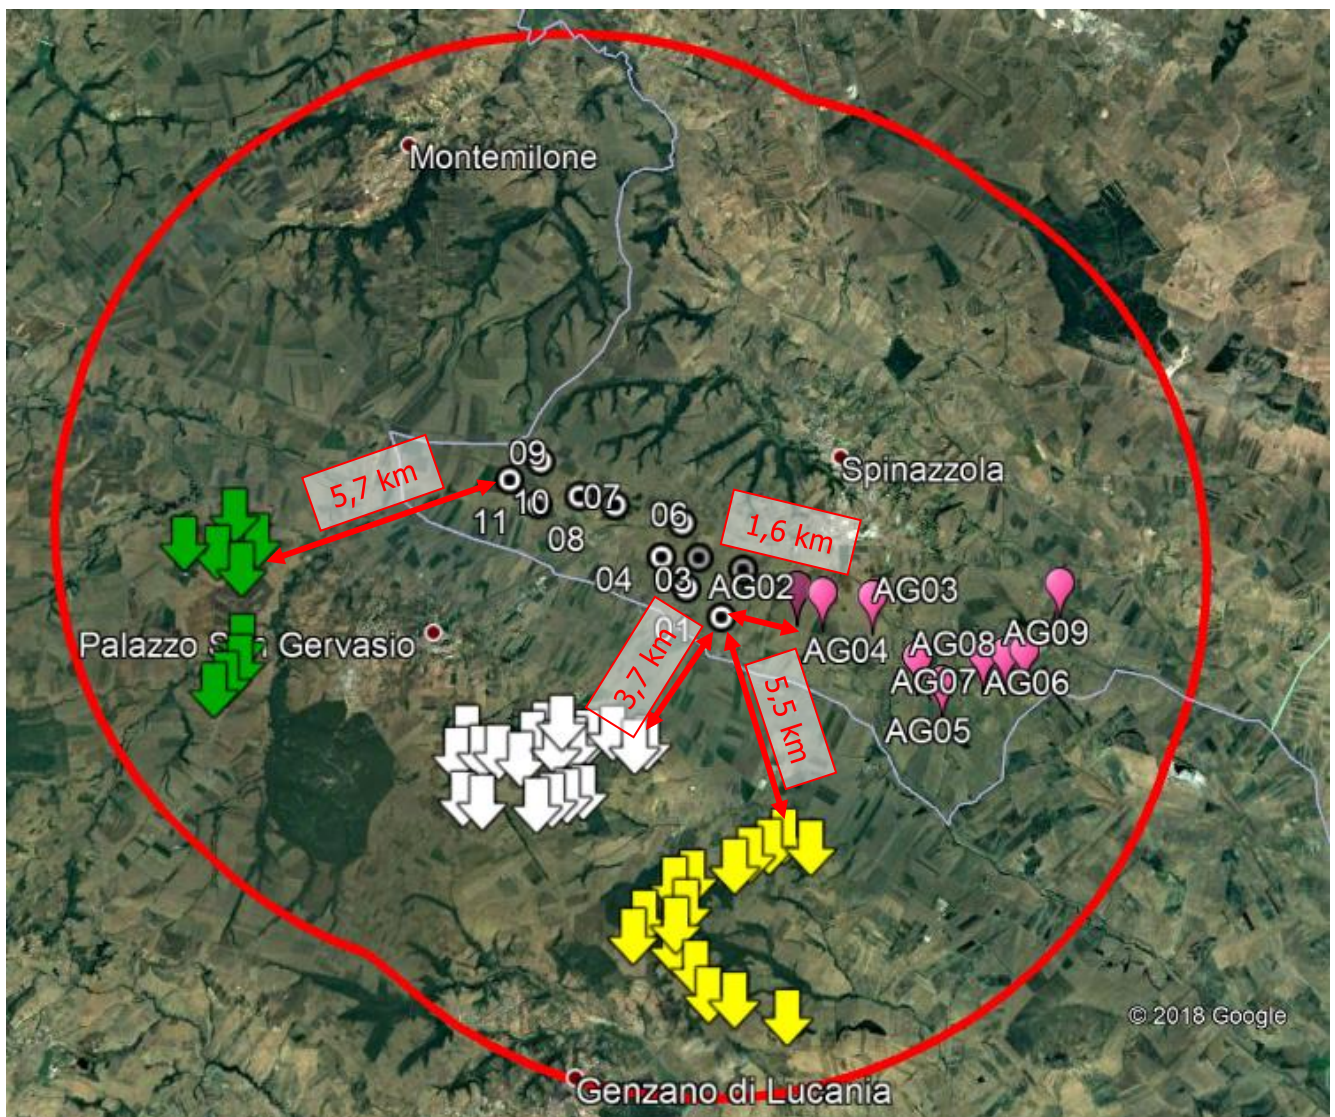 Montemilone
09
5,7 km
Spinazzola
10
07
11
06
08
1,6 km
04
03
AG02
AG03
01
Palazzo San Gervasio
AG04
AG08
AG09
3,7 km
AG07
AG06
5,5 km
AG05
© 2018 Google
Genzano di Lucania